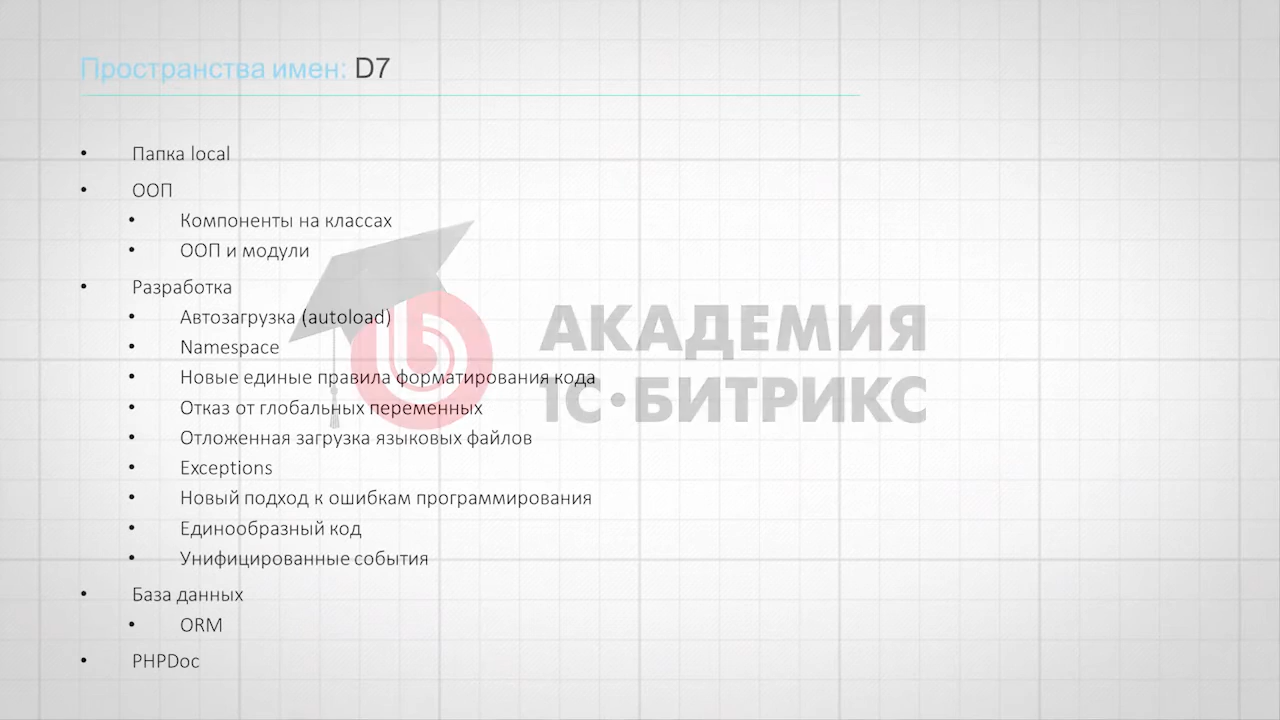 Пространства имен: D7
• Папка local
• ООП
• Компоненты на классах
• ООП и модули
• Разработка
• Автозагрузка (autoload)
• Namespace
• Новые единые правила форматирования кода
• Отказ от глобальных переменных
• Отложенная загрузка языковых файлов
• Exceptions
• Новый подход к ошибкам программирования
• Единообразный код
• Унифицированные события
• База данных
• ORM
• PHPDoc
АКАДЕМИЯ
1С•БИТРИКС